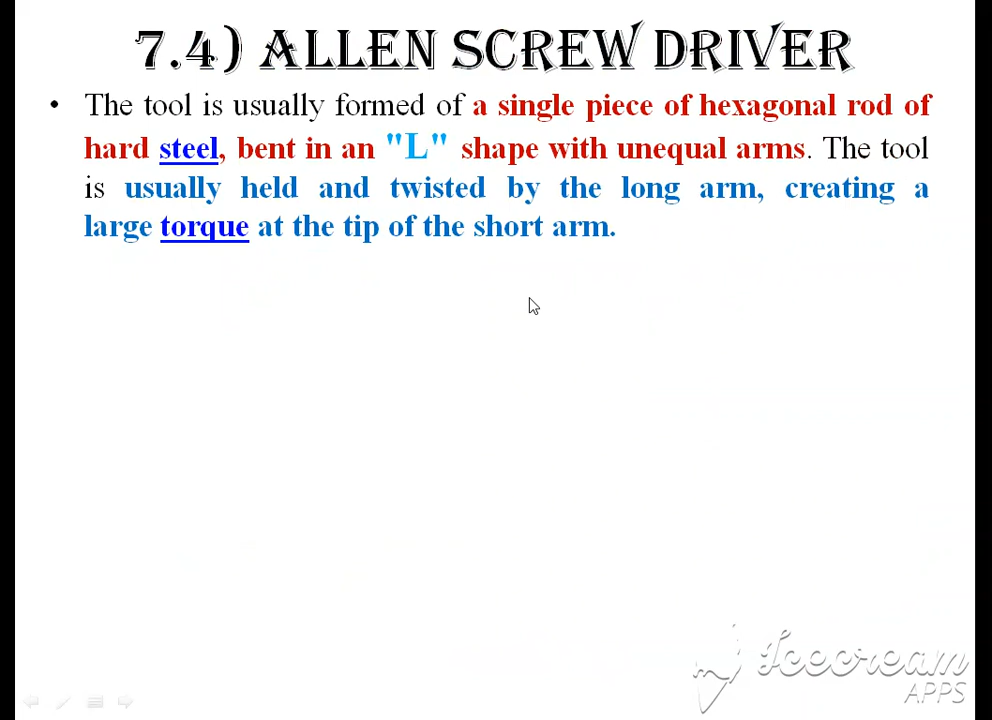 7.4) ALLEN SCREW DRIVER
• The tool is usually formed of a single piece of hexagonal rod of
hard steel, bent in an "L" shape with unequal arms. The tool
is usually held and twisted by the long arm, creating a
large torque at the tip of the short arm.
Icecream
APPS